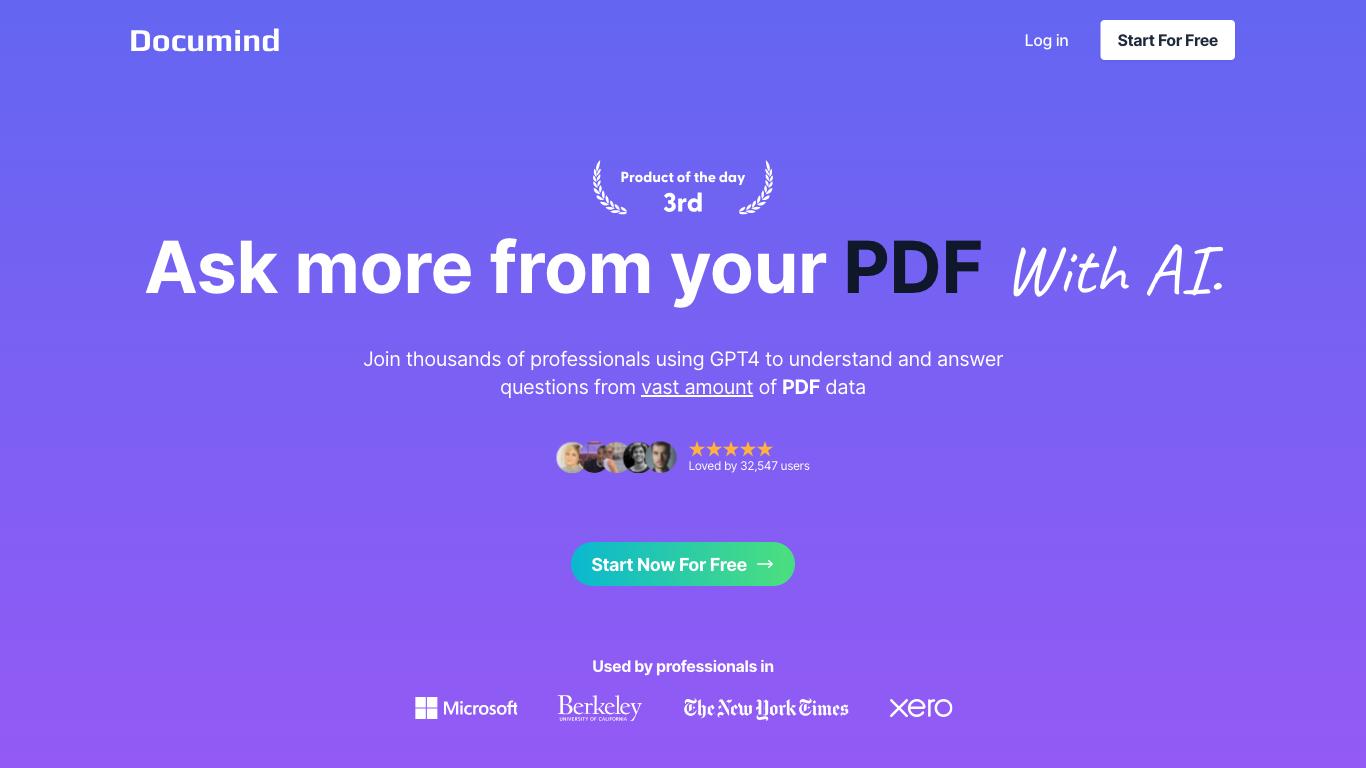 Documind
Log in
Start For Free
Product of the day
3rd
Ask more from your PDF With AI.
Join thousands of professionals using GPT4 to understand and answer
questions from vast amount of PDF data
Loved by 32,547 users
Start Now For Free →
Used by professionals in
Microsoft
Berkeley
UNIVERSITY OF CALIFORNIA
The New York Times
xero